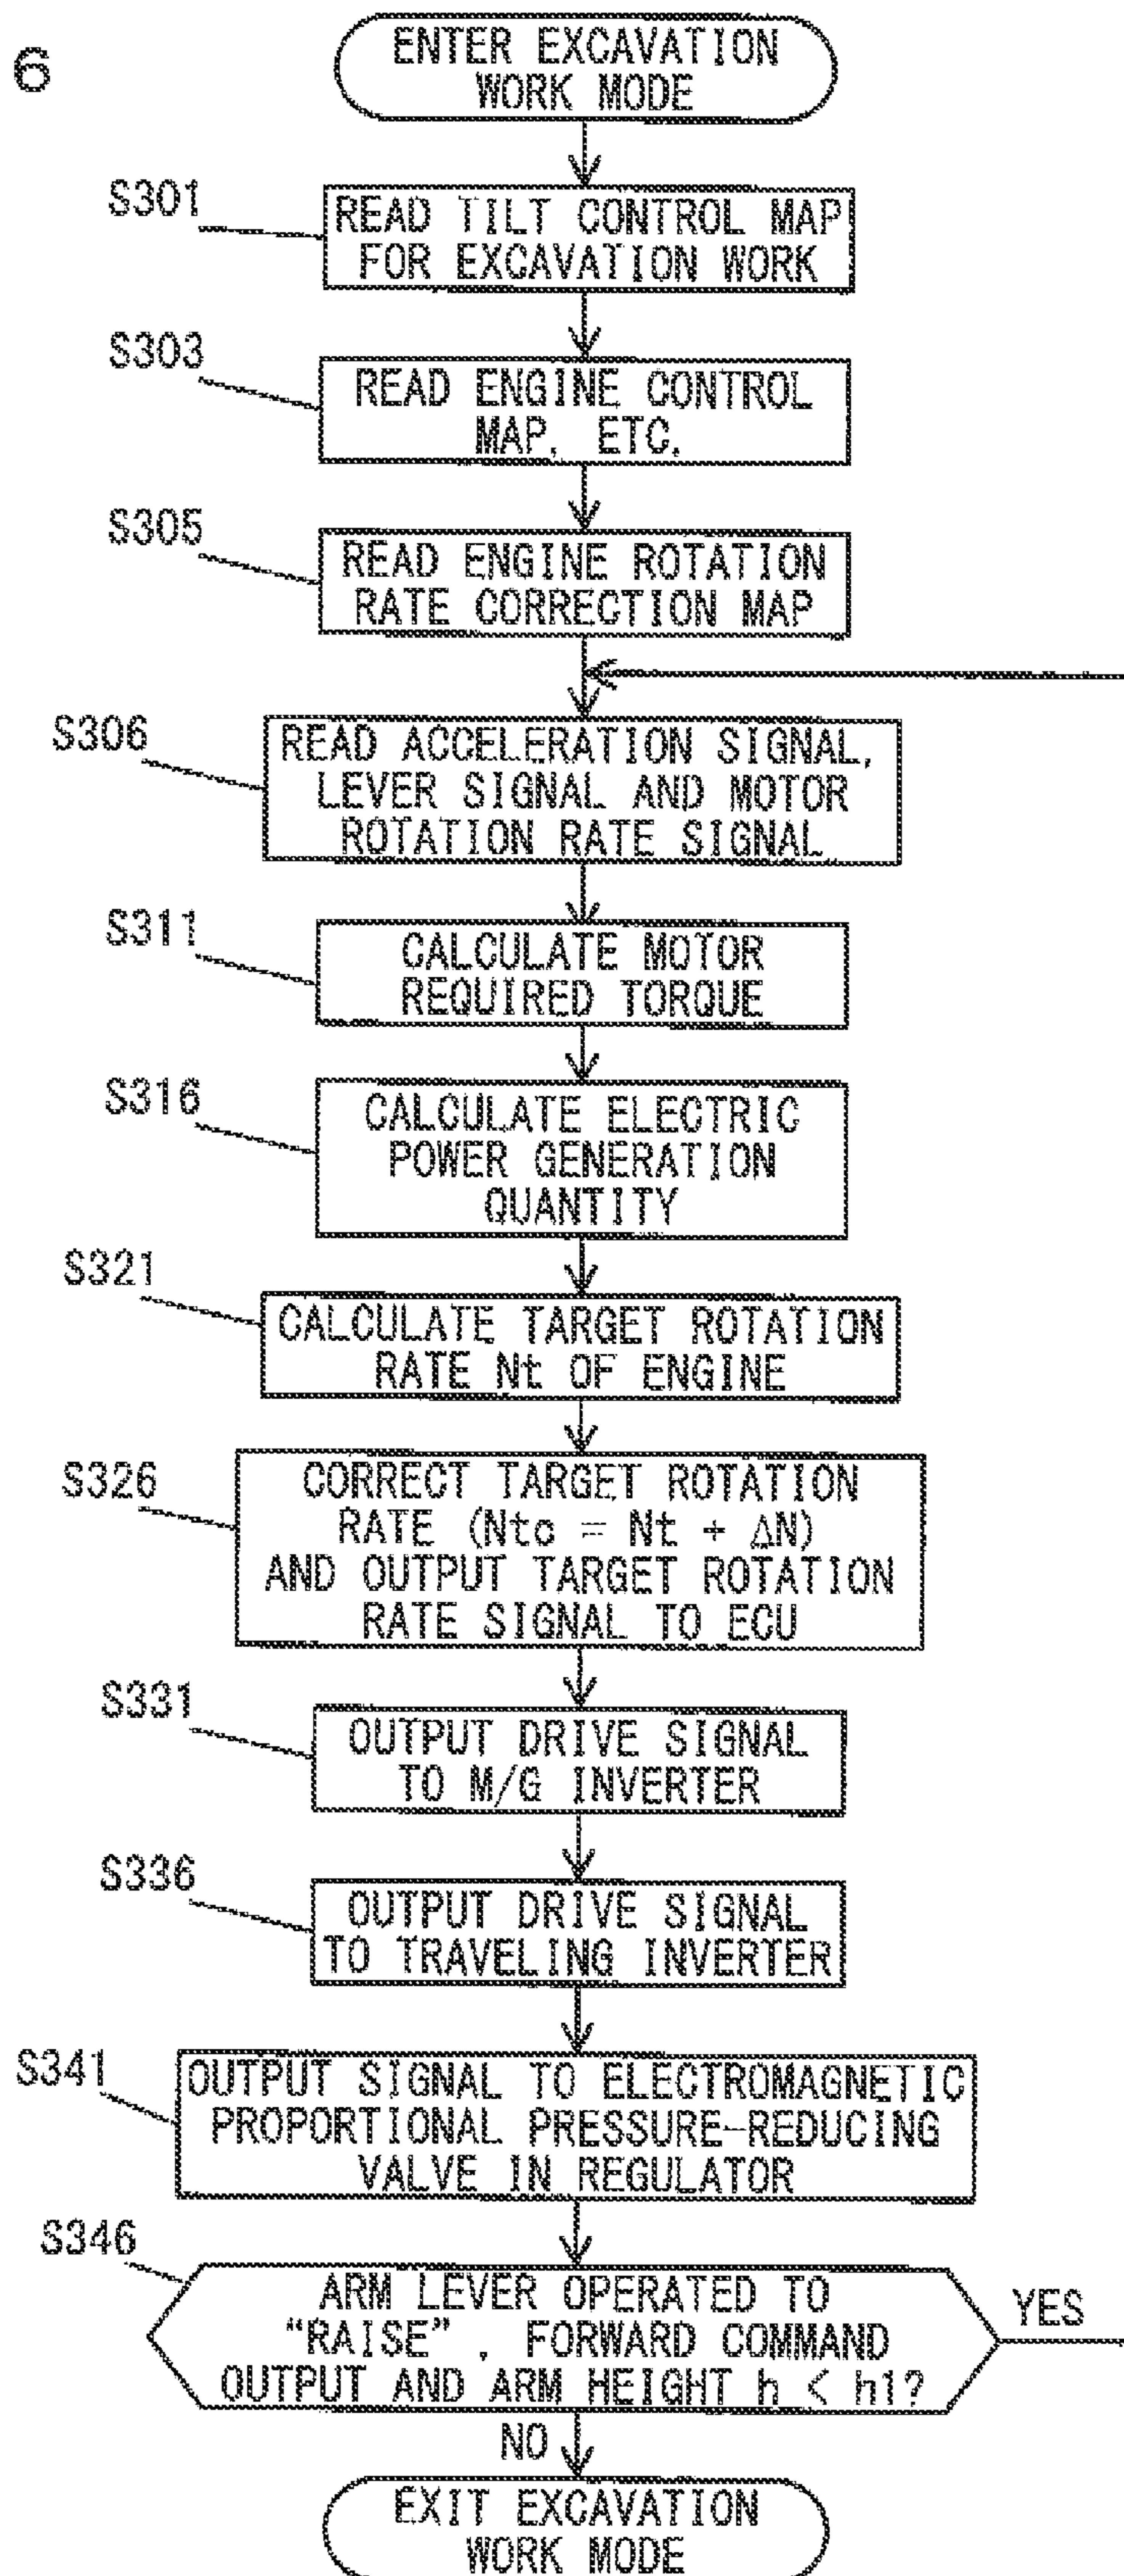 6
ENTER EXCAVATION
WORK MODE
S301
READ TILT CONTROL MAP
FOR EXCAVATION WORK
S303
READ ENGINE CONTROL
MAP, ETC.
S305
READ ENGINE ROTATION
RATE CORRECTION MAP
S306
READ ACCELERATION SIGNAL,
LEVER SIGNAL AND MOTOR
ROTATION RATE SIGNAL
S311
CALCULATE MOTOR
REQUIRED TORQUE
S316
CALCULATE ELECTRIC
POWER GENERATION
QUANTITY
S321
CALCULATE TARGET ROTATION
RATE Nt OF ENGINE
S326
CORRECT TARGET ROTATION
RATE (Ntc = Nt + ΔN)
AND OUTPUT TARGET ROTATION
RATE SIGNAL TO ECU
S331
OUTPUT DRIVE SIGNAL
TO M/G INVERTER
S336
OUTPUT DRIVE SIGNAL
TO TRAVELING INVERTER
S341
OUTPUT SIGNAL TO ELECTROMAGNETIC
PROPORTIONAL PRESSURE-REDUCING
VALVE IN REGULATOR
S346
ARM LEVER OPERATED TO
“RAISE”, FORWARD COMMAND
OUTPUT AND ARM HEIGHT h < h1?
YES
NO
EXIT EXCAVATION
WORK MODE